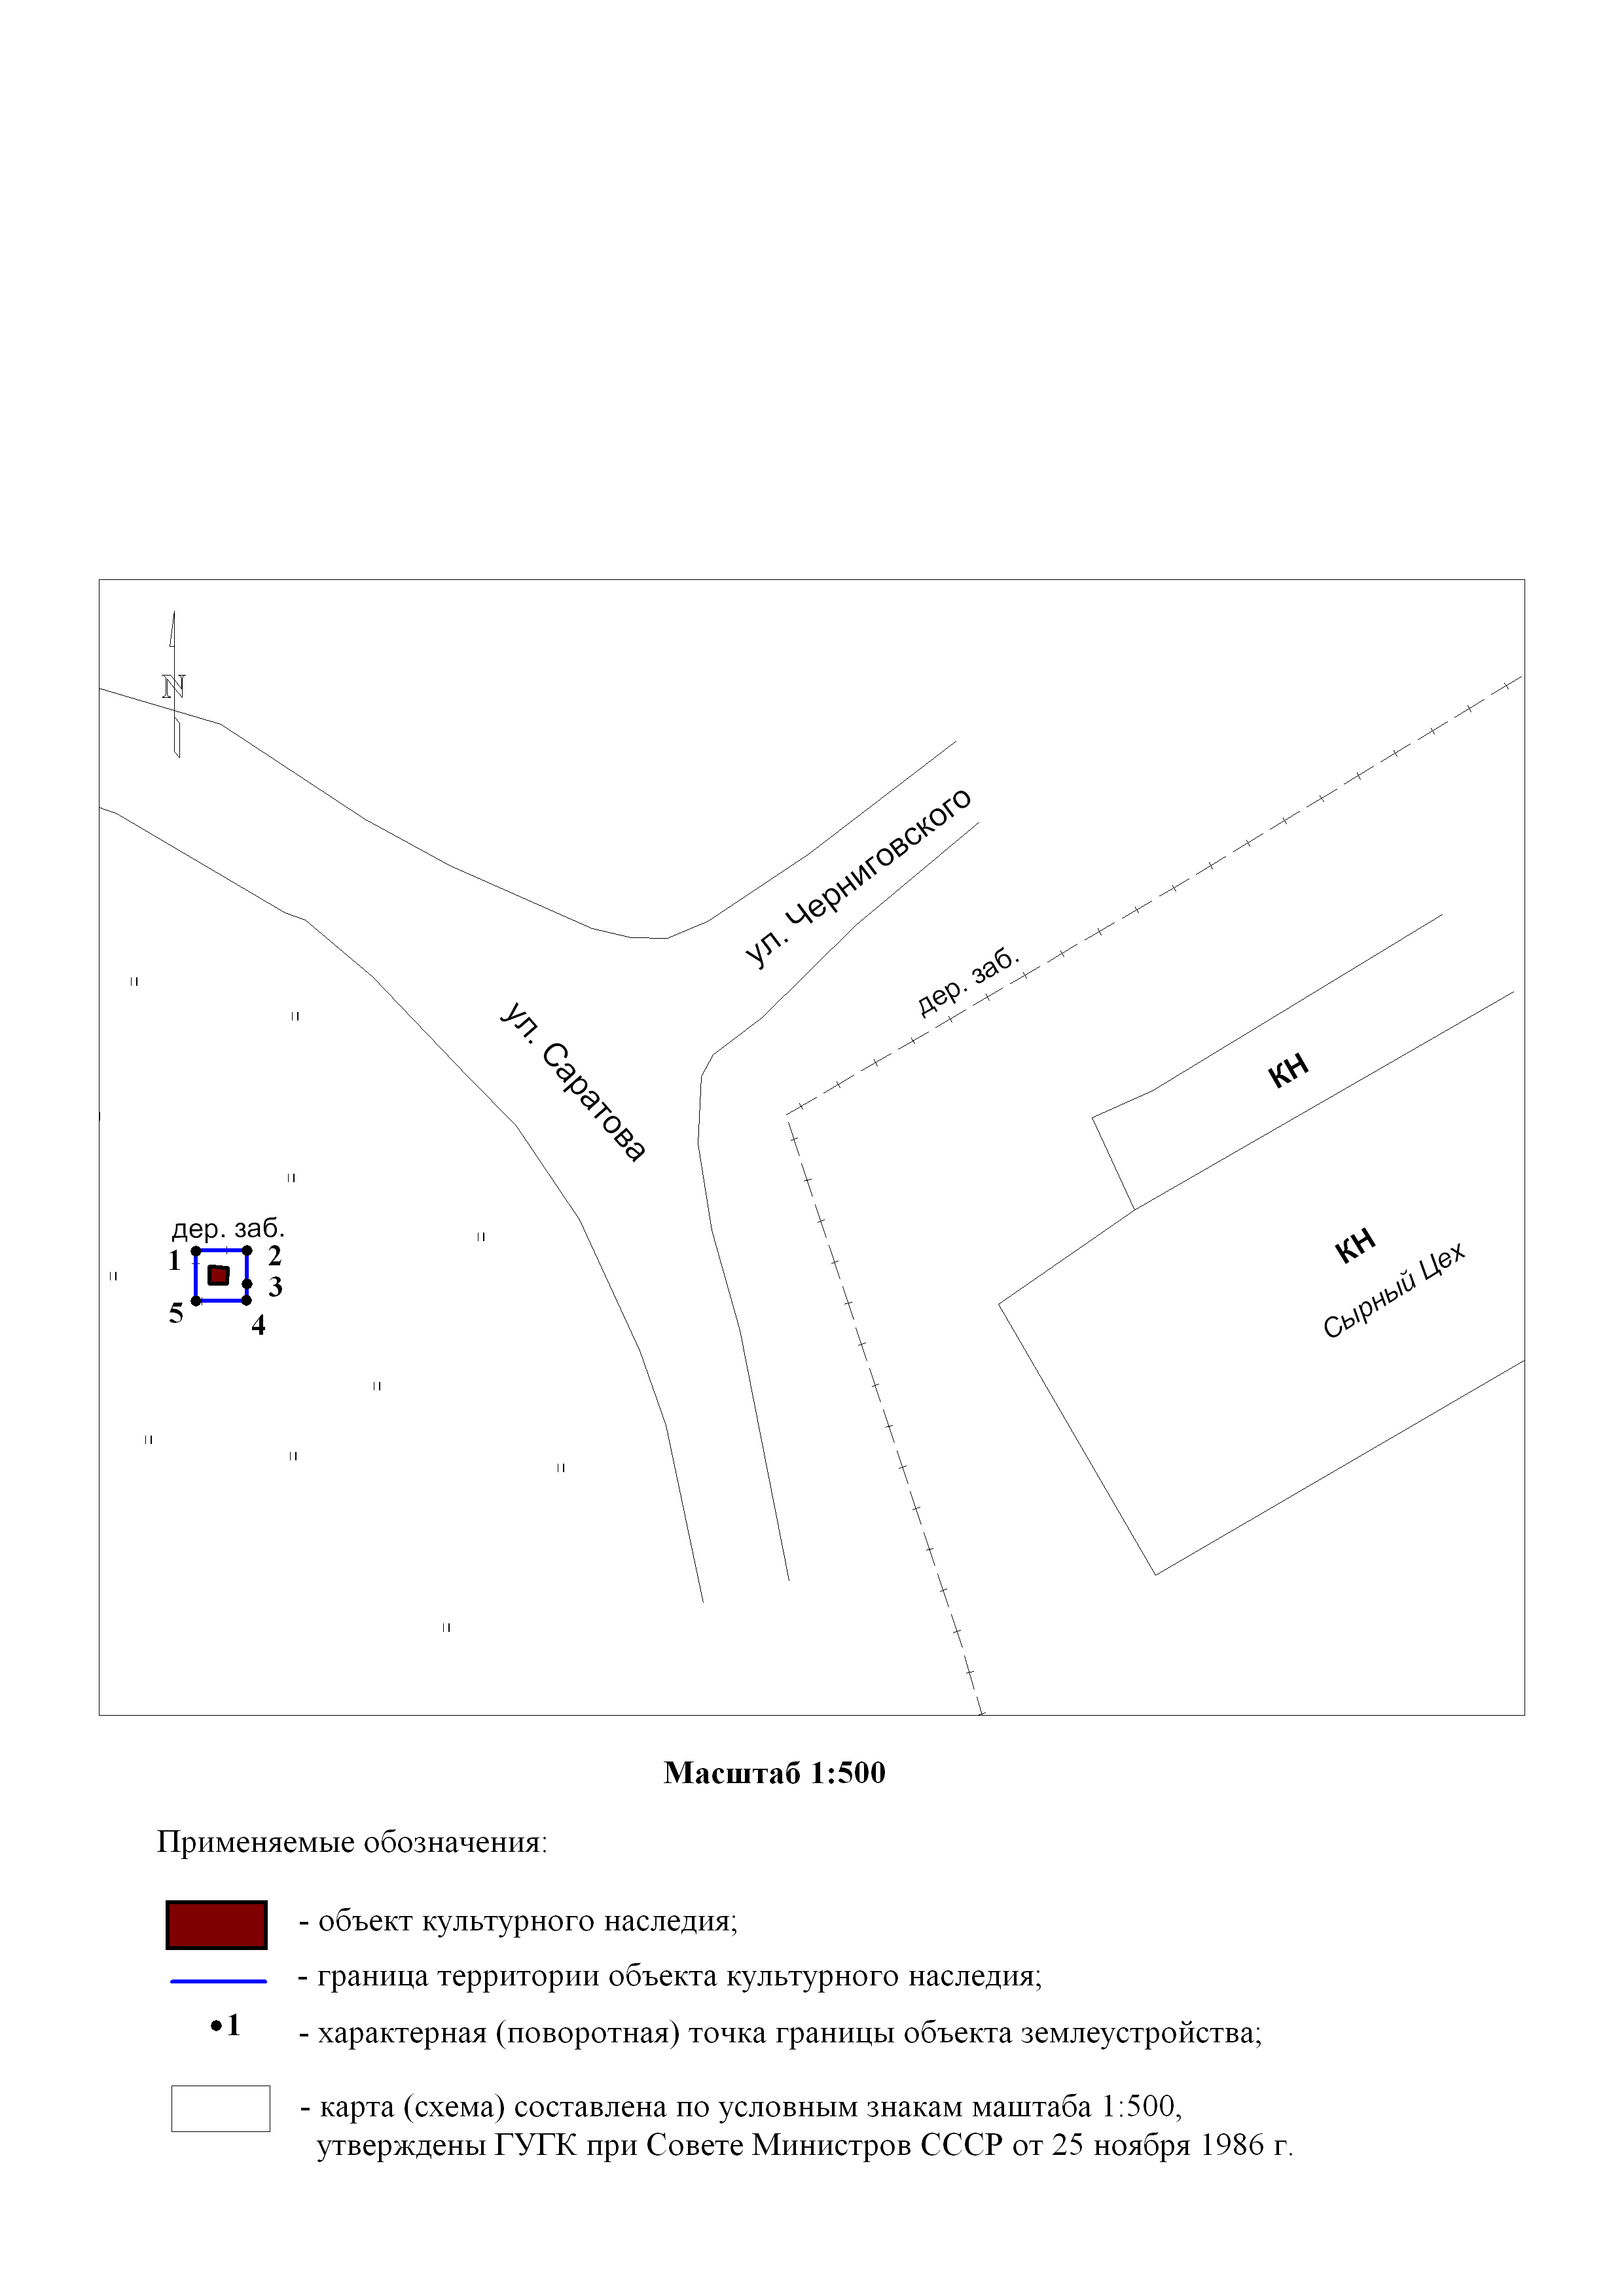 N
ул. Черниговского
дер. заб.
ул. Саратова
КН
дер. заб.
1
2
3
5
4
КН
Сырный Цех
Масштаб 1:500
Применяемые обозначения:
- объект культурного наследия;
- граница территории объекта культурного наследия;
1 - характерная (поворотная) точка границы объекта землеустройства;
- карта (схема) составлена по условным знакам маштаба 1:500,
утверждены ГУГК при Совете Министров СССР от 25 ноября 1986 г.